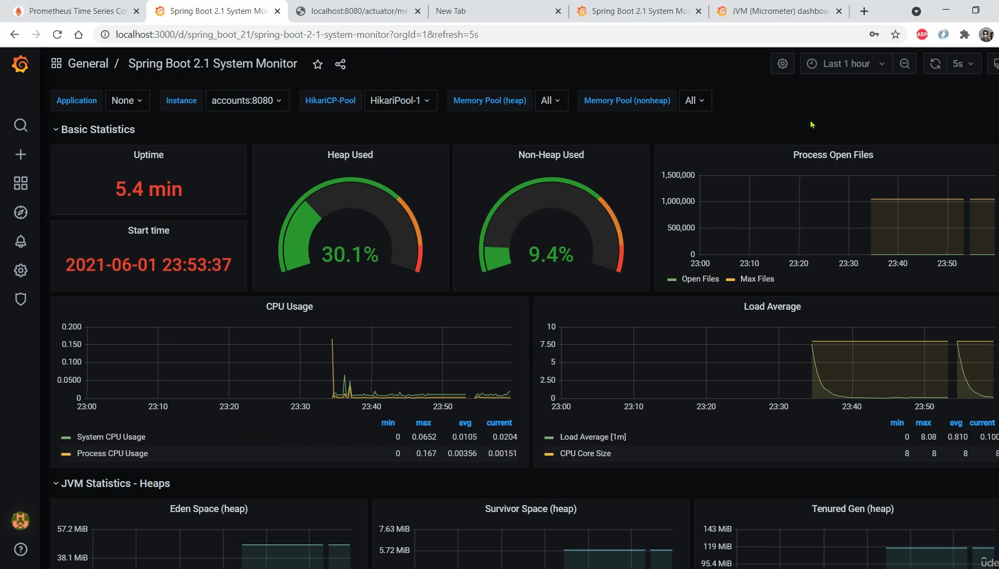 Prometheus Time Series Co
Spring Boot 2.1 System Mor
localhost:8080/actuator/me
New Tab
Spring Boot 2.1 System Mor
JVM (Micrometer) dashboar
localhost:3000/d/spring_boot_21/spring-boot-2-1-system-monitor?orgId=1&refresh=5s
ABP
General / Spring Boot 2.1 System Monitor
Last 1 hour
5s
Application None Instance accounts:8080 HikariCP-Pool HikariPool-1 Memory Pool (heap) All Memory Pool (nonheap) All
Basic Statistics
Uptime
5.4 min
Start time
2021-06-01 23:53:37
Heap Used
30.1%
Non-Heap Used
9.4%
Process Open Files
1,500,000
1,000,000
500,000
0
23:00 23:10 23:20 23:30 23:40 23:50
Open Files Max Files
CPU Usage
0.200
0.150
0.100
0.0500
0
23:00 23:10 23:20 23:30 23:40 23:50
min max avg current
System CPU Usage 0 0.0652 0.0105 0.0204
Process CPU Usage 0 0.167 0.00356 0.00151
Load Average
10
7.50
5
2.50
0
23:00 23:10 23:20 23:30 23:40 23:50
min max avg current
Load Average [1m] 0 8.08 0.810 0.100
CPU Core Size 8 8 8 8
JVM Statistics - Heaps
Eden Space (heap)
57.2 MiB
38.1 MiB
Survivor Space (heap)
7.63 MiB
5.72 MiB
Tenured Gen (heap)
143 MiB
119 MiB
95.4 MiB
ûde